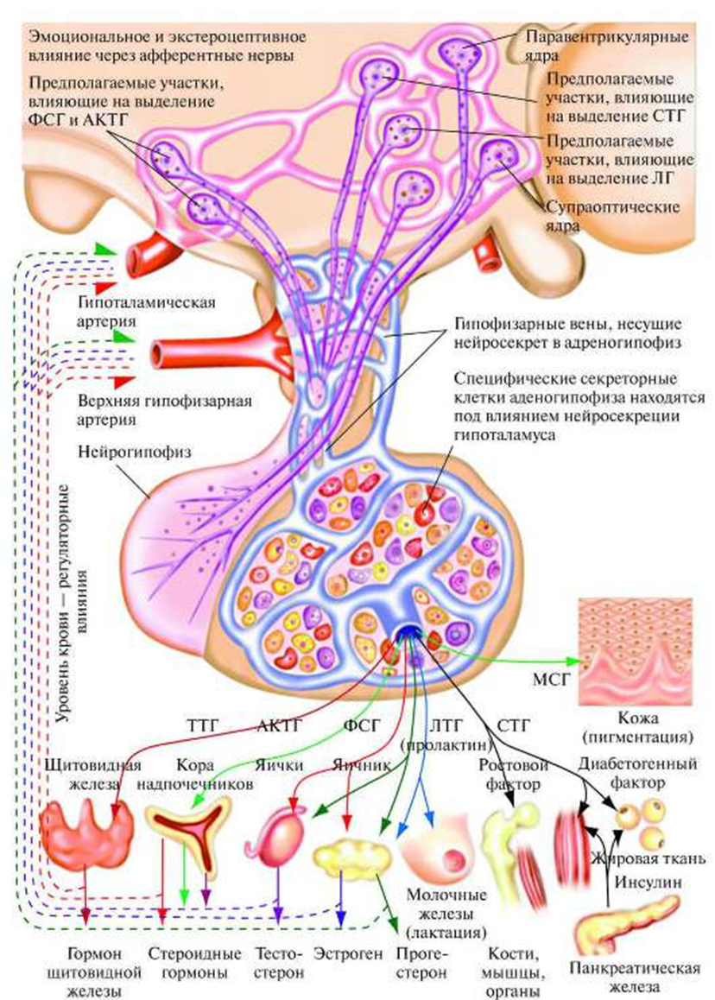 Эмоциональное и экстероцептивное
влияние через афферентные нервы
Предполагаемые участки,
влияющие на выделение
ФСГ и АКТГ
Паравентрикулярные
ядра
Предполагаемые
участки, влияющие
на выделение СТГ
Предполагаемые
участки, влияющие
на выделение ЛГ
Супраоптические
ядра
Гипоталамическая
артерия
Верхняя гипофизарная
артерия
Нейрогипофиз
Гипофизарные вены, несущие
нейросекрет в адреногипофиз
Специфические секреторные
клетки аденогипофиза находятся
под влиянием нейросекреции
гипоталамуса
Уровень крови — регуляторные
влияния
МСГ
Кожа
(пигментация)
ТТГ
АКТГ
ФСГ
ЛТГ
(пролактин)
СТГ
Щитовидная
железа
Кора
надпочечников
Яички
Яичник
Ростовой
фактор
Диабетогенный
фактор
Жировая ткань
Инсулин
Молочные
железы
(лактация)
Гормон
щитовидной
железы
Стероидные
гормоны
Тесто-
стерон
Эстроген
Проге-
стерон
Кости,
мышцы,
органы
Панкреатическая
железа